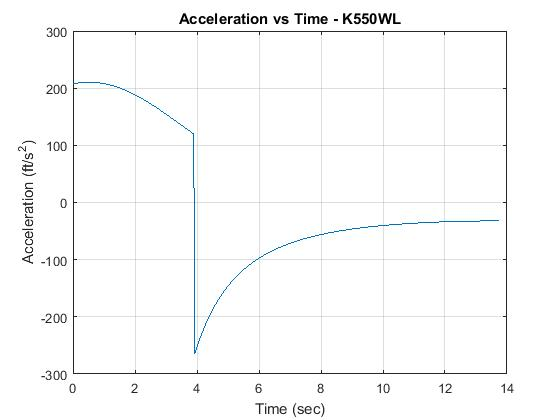 Acceleration vs Time - K550WL
300
200
100
0
-100
-200
-300
Acceleration (ft/s²)
0 2 4 6 8 10 12 14
Time (sec)